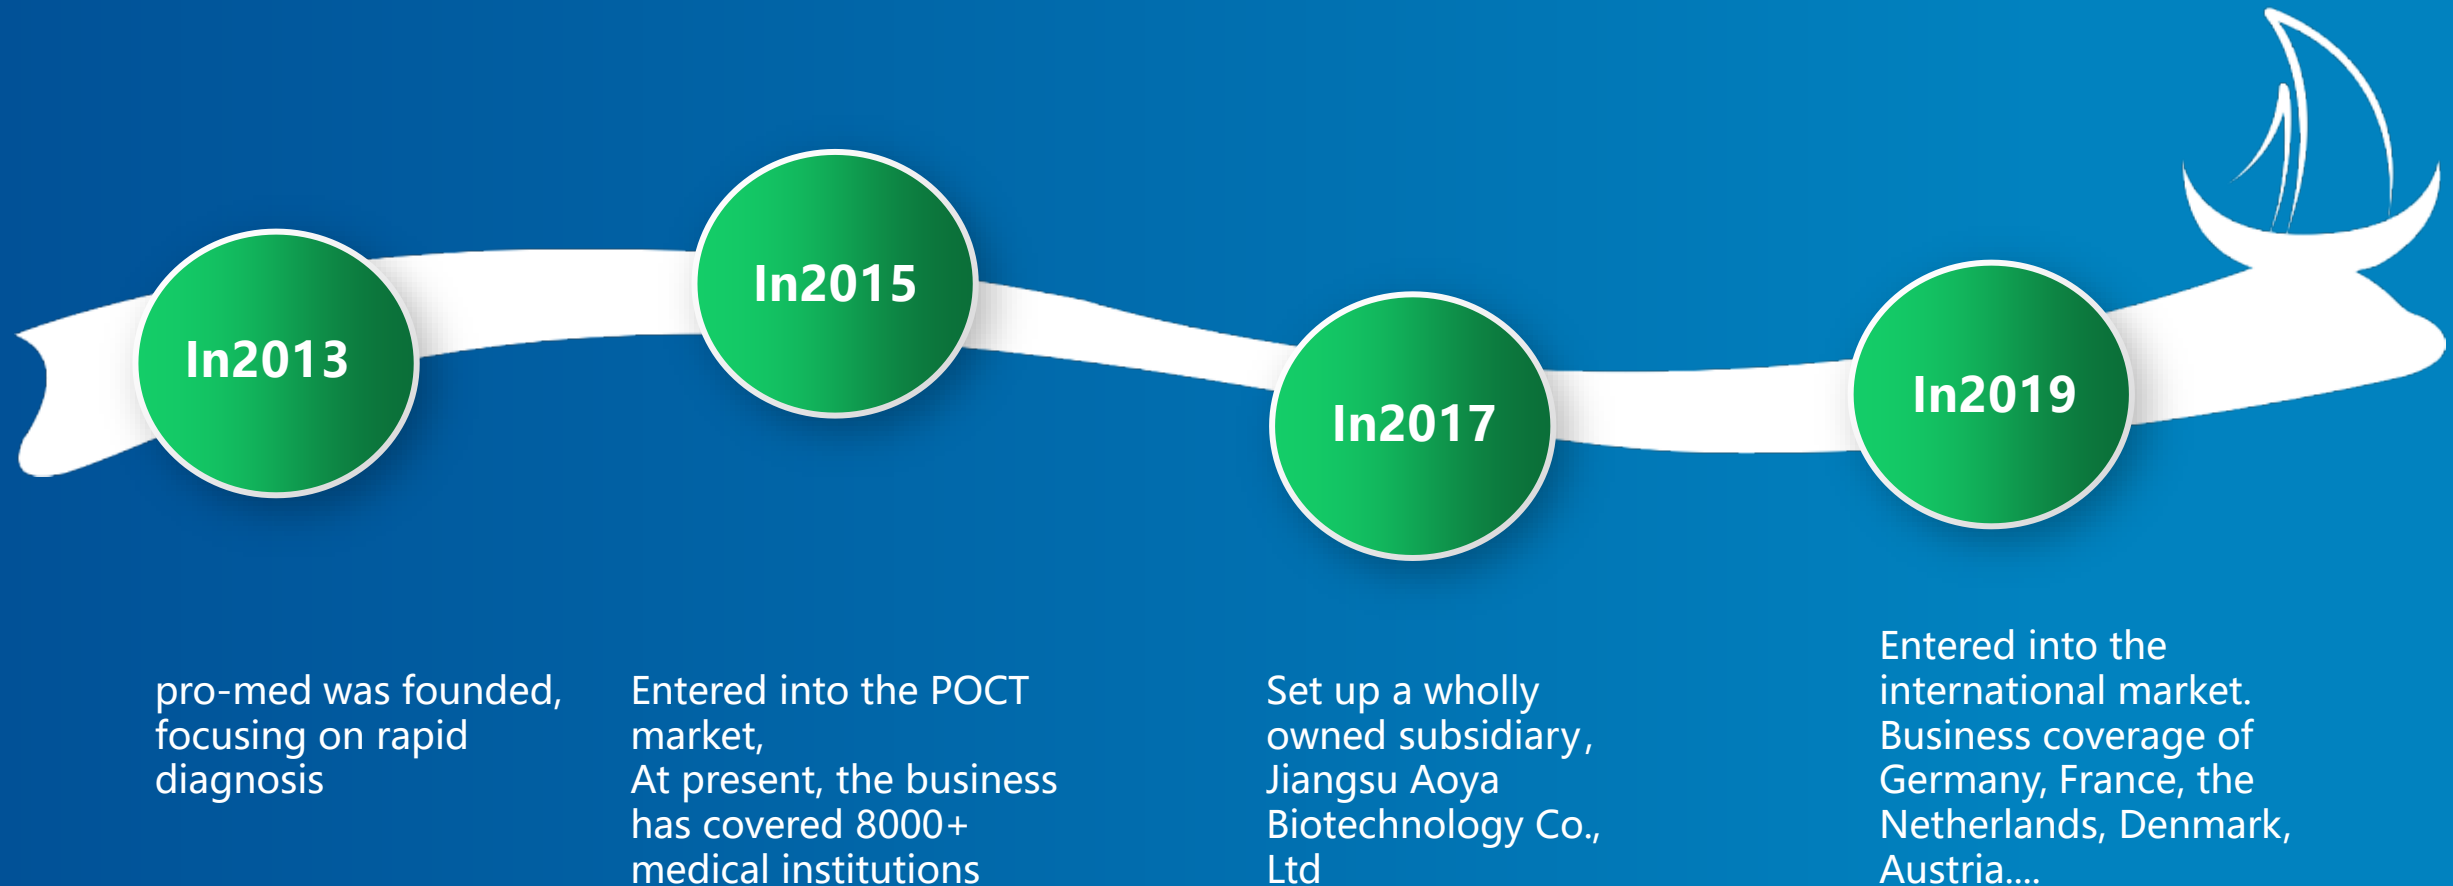 In2013
In2015
In2017
In2019
pro-med was founded,
focusing on rapid
diagnosis
Entered into the POCT
market,
At present, the business
has covered 8000+
medical institutions
Set up a wholly
owned subsidiary,
Jiangsu Aoya
Biotechnology Co.,
Ltd
Entered into the
international market.
Business coverage of
Germany, France, the
Netherlands, Denmark,
Austria....